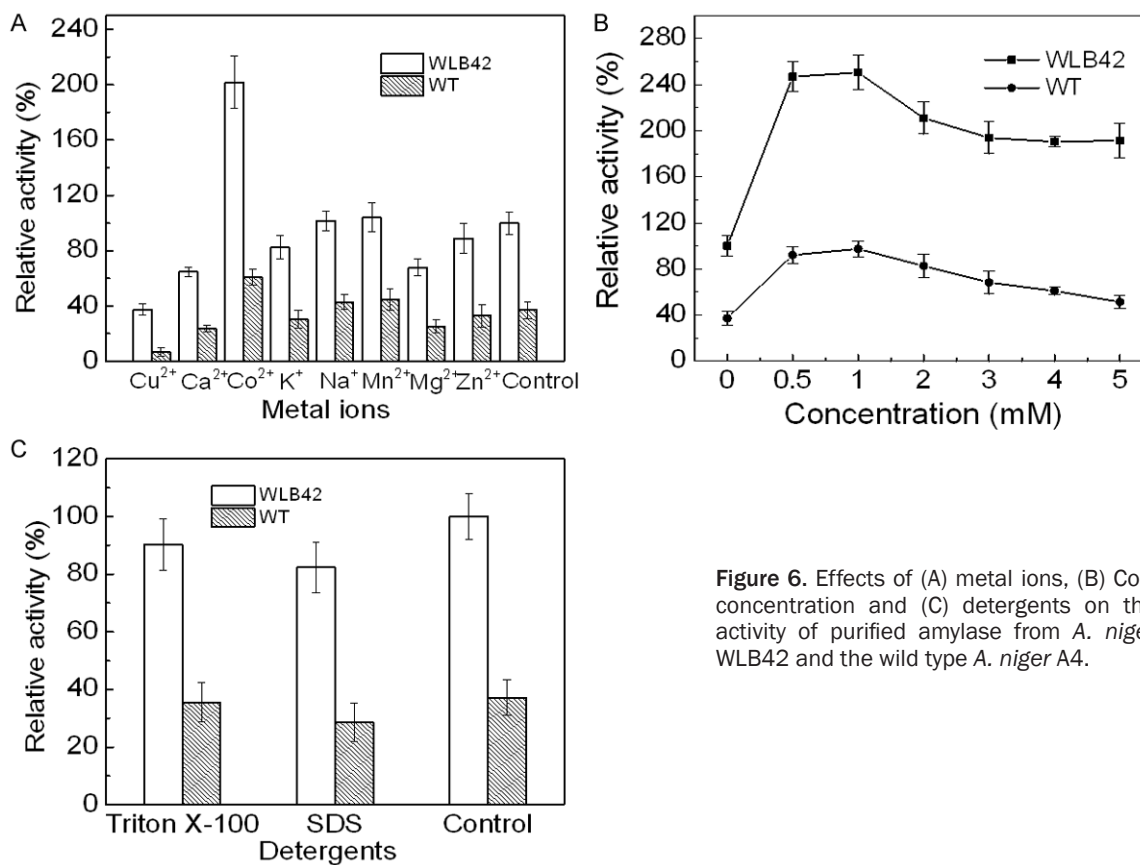 A
Relative activity (%)
240
200
160
120
80
40
0
WLB42
WT
Cu²⁺ Ca²⁺ Co²⁺ K⁺ Na⁺ Mn²⁺ Mg²⁺ Zn²⁺ Control
Metal ions
B
Relative activity (%)
280
240
200
160
120
80
40
0
WLB42
WT
0 0.5 1 2 3 4 5
Concentration (mM)
C
Relative activity (%)
120
100
80
60
40
20
0
WLB42
WT
Triton X-100 SDS Control
Detergents
Figure 6. Effects of (A) metal ions, (B) Co
concentration and (C) detergents on th
activity of purified amylase from A. nige
WLB42 and the wild type A. niger A4.